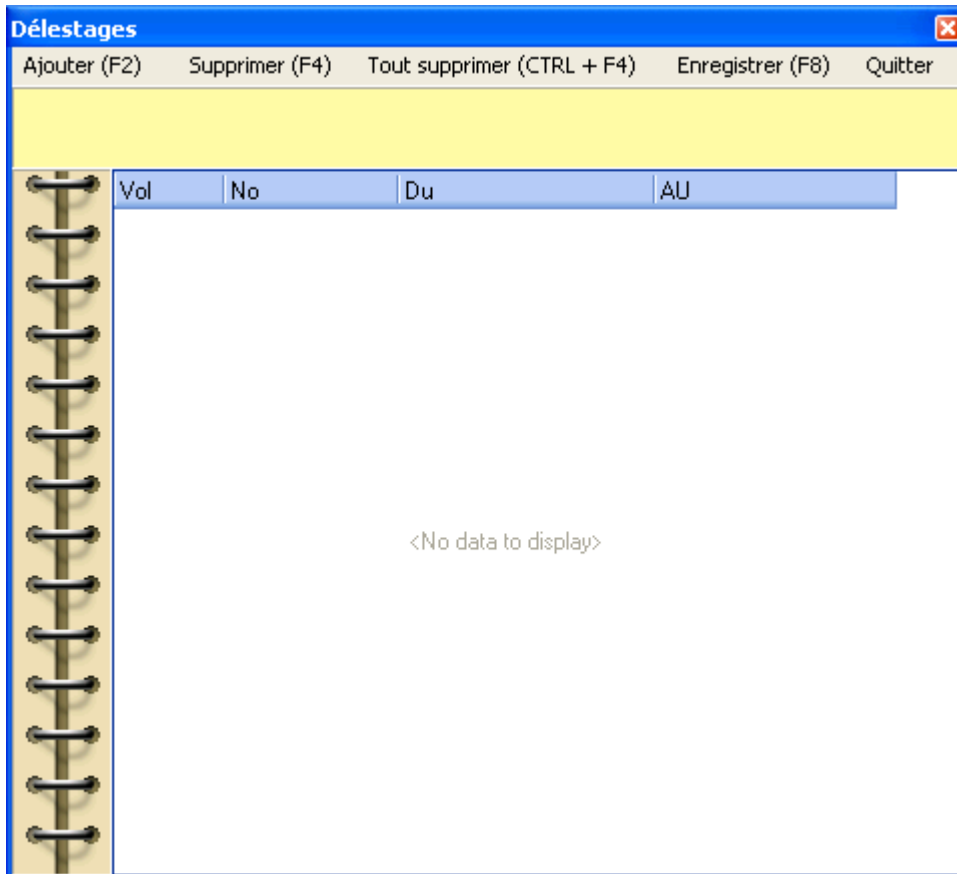 Délestages
Ajouter (F2) Supprimer (F4) Tout supprimer (CTRL + F4) Enregistrer (F8) Quitter
Vol No Du AU
<No data to display>